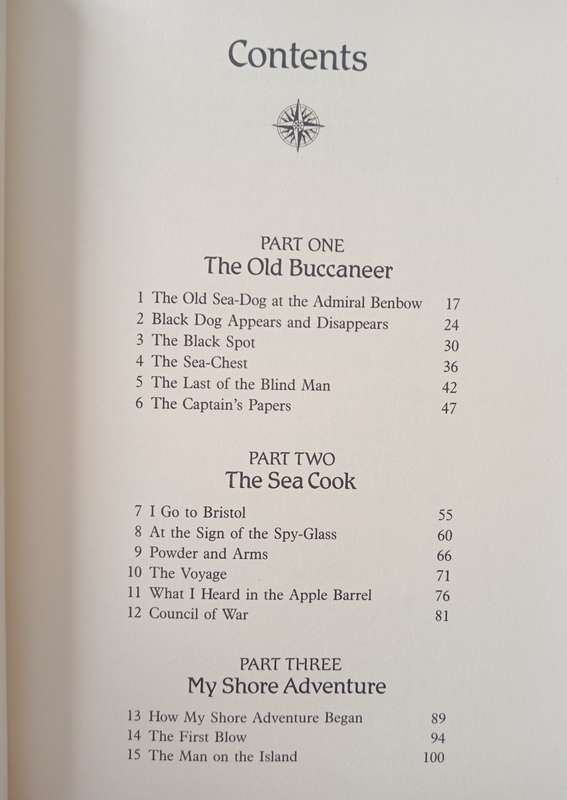 Contents
PART ONE
The Old Buccaneer
1 The Old Sea-Dog at the Admiral Benbow 17
2 Black Dog Appears and Disappears 24
3 The Black Spot 30
4 The Sea-Chest 36
5 The Last of the Blind Man 42
6 The Captain's Papers 47
PART TWO
The Sea Cook
7 I Go to Bristol 55
8 At the Sign of the Spy-Glass 60
9 Powder and Arms 66
10 The Voyage 71
11 What I Heard in the Apple Barrel 76
12 Council of War 81
PART THREE
My Shore Adventure
13 How My Shore Adventure Began 89
14 The First Blow 94
15 The Man on the Island 100